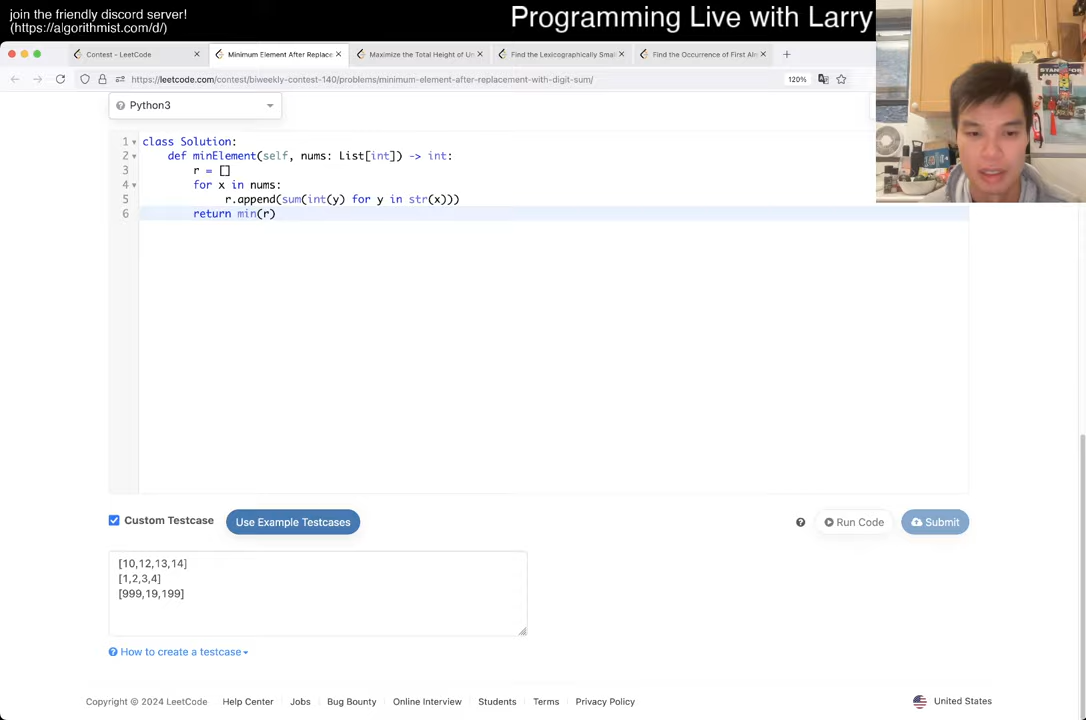 join the friendly discord server!
(https://algorithmist.com/d/)
Programming Live with Larry
Contest - LeetCode
Minimum Element After Replace
Maximize the Total Height of Un
Find the Lexicographically Smal
Find the Occurrence of First Al
https://leetcode.com/contest/biweekly-contest-140/problems/minimum-element-after-replacement-with-digit-sum/
120%
Python3
1 class Solution:
2 def minElement(self, nums: List[int]) -> int:
3 r = []
4 for x in nums:
5 r.append(sum(int(y) for y in str(x)))
6 return min(r)
Custom Testcase
Use Example Testcases
Run Code
Submit
[10,12,13,14]
[1,2,3,4]
[999,19,199]
How to create a testcase
Copyright © 2024 LeetCode Help Center Jobs Bug Bounty Online Interview Students Terms Privacy Policy United States